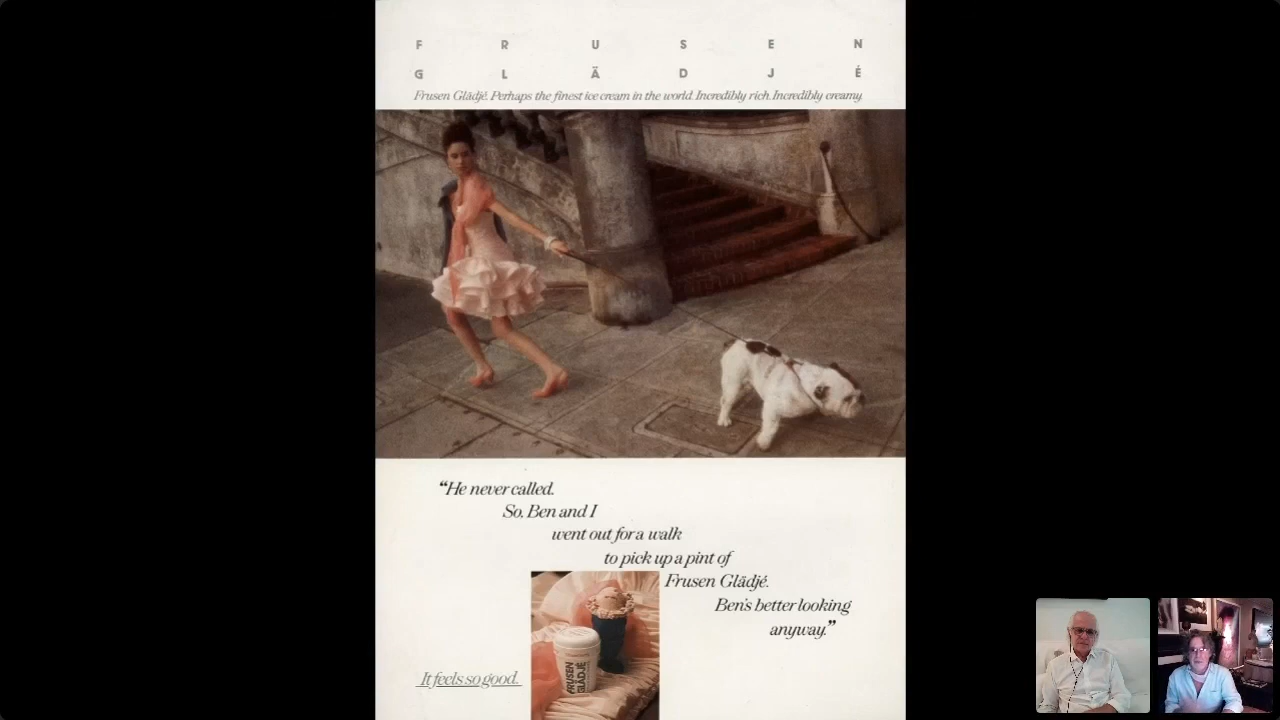 FRUSEN
GLÄDJÉ
Frusen Glädjé. Perhaps the finest ice cream in the world. Incredibly rich. Incredibly creamy.
“He never called.
So, Ben and I
went out for a walk
to pick up a pint of
Frusen Glädjé.
Ben's better looking
anyway.”
FRUSEN
GLÄDJÉ
It feels so good.